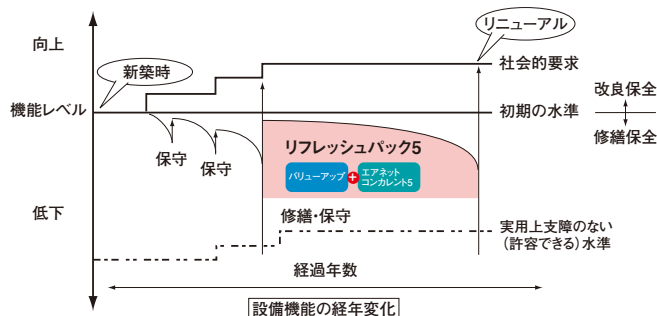 リニューアル
向上
新築時
社会的要求
改良保全
機能レベル
初期の水準
修繕保全
保守
保守
リフレッシュパック5
バリューアップ
+
エアネット
コンカレント5
低下
修繕・保守
実用上支障のない
(許容できる)水準
経過年数
設備機能の経年変化